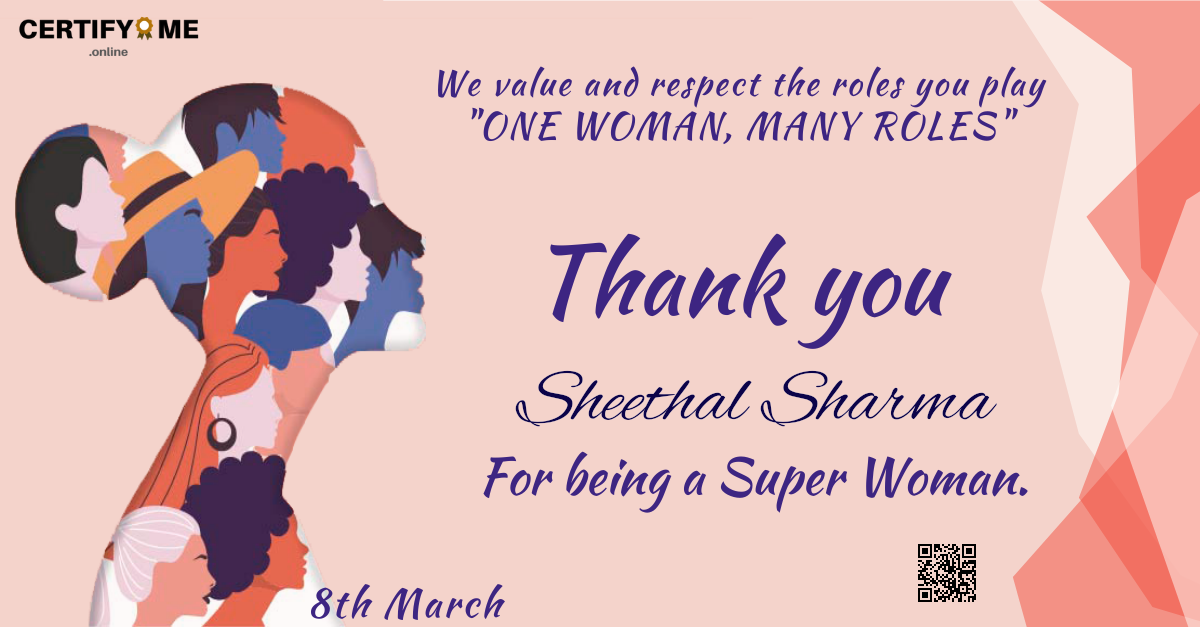 CERTIFY ME
.online
We value and respect the roles you play
"ONE WOMAN, MANY ROLES"
Thank you
Sheethal Sharma
For being a Super Woman.
8th March